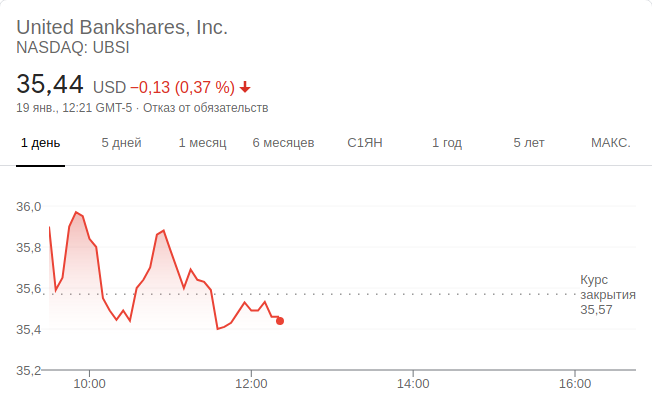 United Bankshares, Inc.
NASDAQ: UBSI
35,44 USD −0,13 (0,37 %)
19 янв., 12:21 GMT-5 · Отказ от обязательств
1 день 5 дней 1 месяц 6 месяцев С1ЯН 1 год 5 лет МАКС.
36,0
35,8
35,6
35,4
35,2
Курс
закрытия
35,57
10:00 12:00 14:00 16:00